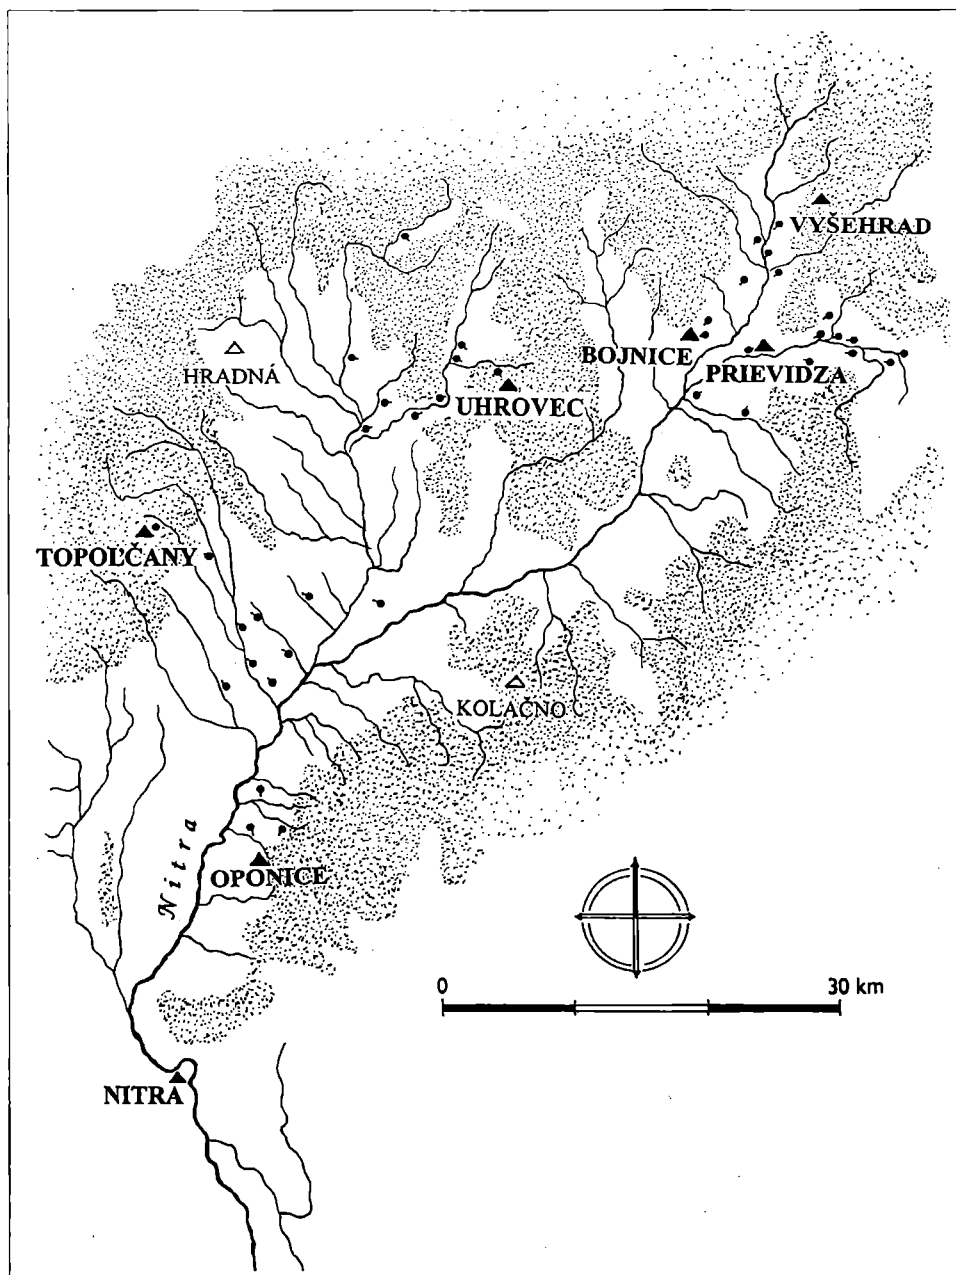 VYŠEHRAD
BOJNICE
PRIEVIDZA
HRADNÁ
UHROVEC
TOPOĽČANY
KOLAČNO
Nitra
OPONICE
0 30 km
NITRA